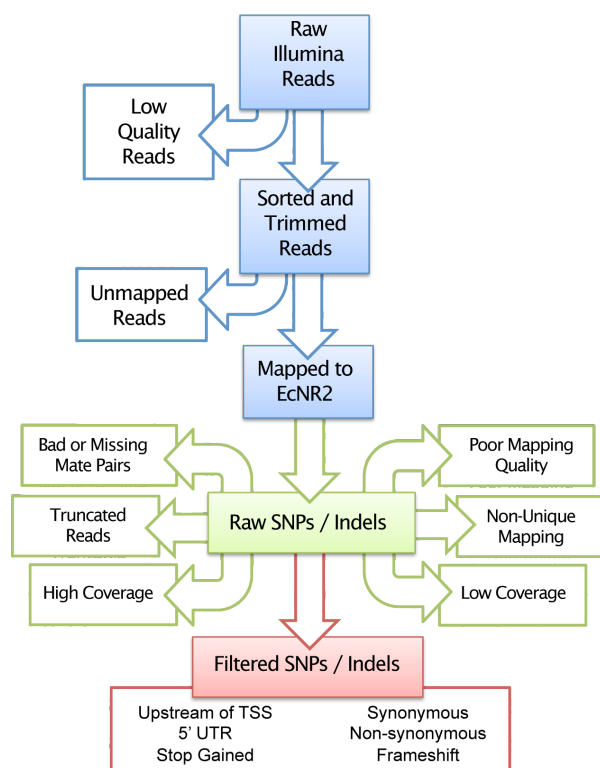 Raw
Illumina
Reads
Low
Quality
Reads
Sorted and
Trimmed
Reads
Unmapped
Reads
Mapped to
EcNR2
Bad or Missing
Mate Pairs
Poor Mapping
Quality
Truncated
Reads
Raw SNPs / Indels
Non-Unique
Mapping
High Coverage
Low Coverage
Filtered SNPs / Indels
Upstream of TSS
5' UTR
Stop Gained
Synonymous
Non-synonymous
Frameshift